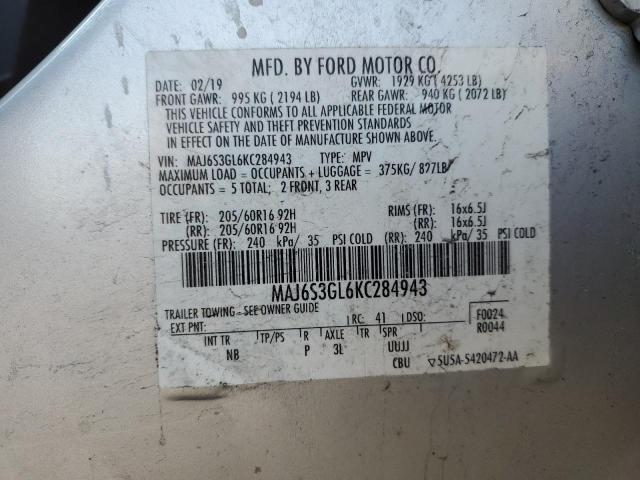 MFD. BY FORD MOTOR CO.
DATE: 02/19 GVWR: 1929 KG ( 4253 LB)
FRONT GAWR: 995 KG ( 2194 LB) REAR GAWR: 940 KG ( 2072 LB)
THIS VEHICLE CONFORMS TO ALL APPLICABLE FEDERAL MOTOR
VEHICLE SAFETY AND THEFT PREVENTION STANDARDS
IN EFFECT ON THE DATE OF MANUFACTURE SHOWN ABOVE.
VIN: MAJ6S3GL6KC284943 TYPE: MPV
MAXIMUM LOAD = OCCUPANTS + LUGGAGE = 375KG/ 827LB
OCCUPANTS = 5 TOTAL; 2 FRONT, 3 REAR
TIRE (FR): 205/60R16 92H RIMS (FR): 16x6.5J
(RR): 205/60R16 92H (RR): 16x6.5J
PRESSURE (FR): 240 kPa/ 35 PSI COLD (RR): 240 kPa/ 35 PSI COLD
MAJ6S3GL6KC284943
TRAILER TOWING - SEE OWNER GUIDE
EXT PNT: RC: 41 DSO: F0024
R0044
INT TR TP/PS R AXLE TR SPR
NB P 3L UUJJ
CBU ▽5U5A-5420472-AA